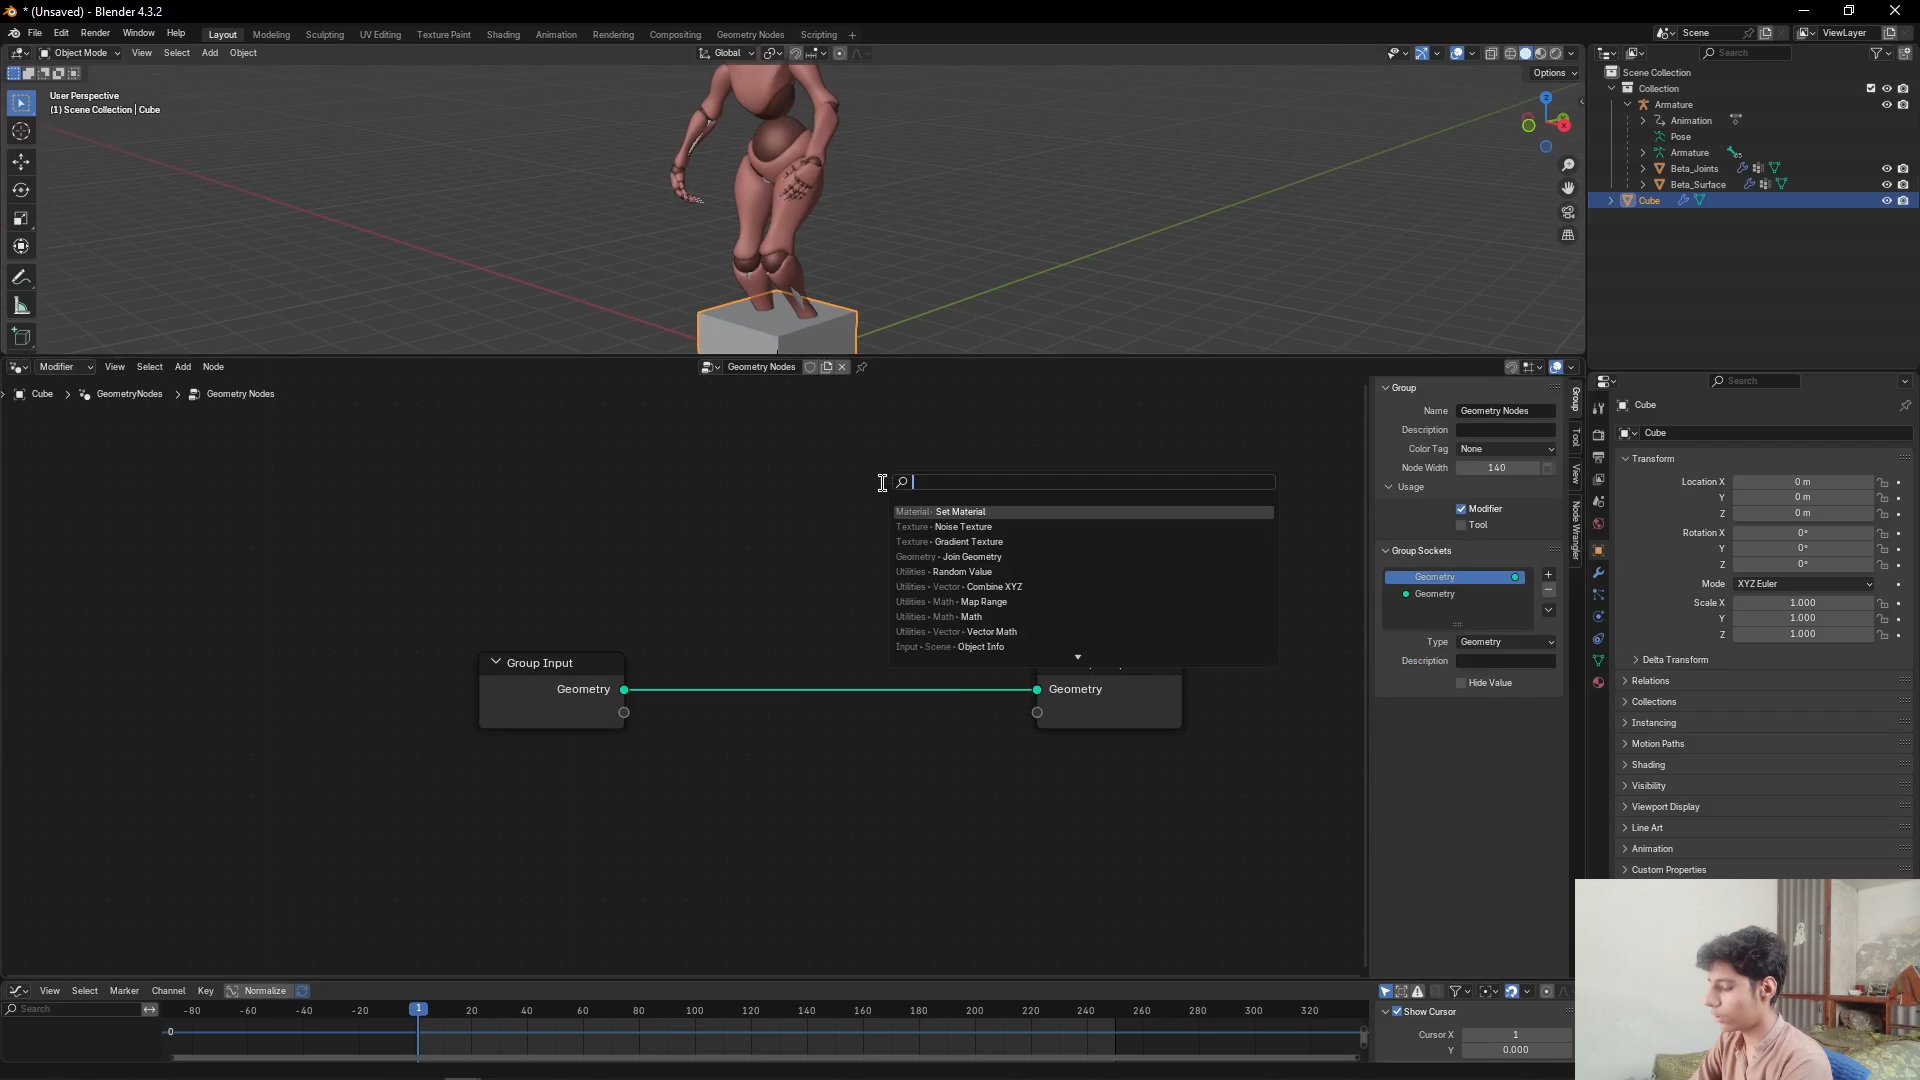 * (Unsaved) - Blender 4.3.2
File Edit Render Window Help Layout Modeling Sculpting UV Editing Texture Paint Shading Animation Rendering Compositing Geometry Nodes Scripting + Scene ViewLayer
Object Mode View Select Add Object Global Search
Options
User Perspective
(1) Scene Collection | Cube
Z
X
Scene Collection
Collection
Armature
Animation
Pose
Armature 65
Beta_Joints
Beta_Surface
Cube
Modifier View Select Add Node Geometry Nodes
Cube > GeometryNodes > Geometry Nodes
Material Set Material
Texture Noise Texture
Texture Gradient Texture
Geometry Join Geometry
Utilities Random Value
Utilities Vector Combine XYZ
Utilities Math Map Range
Utilities Math Math
Utilities Vector Vector Math
Input Scene Object Info
Group Input
Geometry
Geometry
Group
Name Geometry Nodes
Description
Color Tag None
Node Width 140
Usage
Modifier
Tool
Group Sockets
Geometry
Geometry
Type Geometry
Description
Hide Value
Group
Tool
View
Node Wrangler
Search
Cube
Cube
Transform
Location X 0 m
Y 0 m
Z 0 m
Rotation X 0°
Y 0°
Z 0°
Mode XYZ Euler
Scale X 1.000
Y 1.000
Z 1.000
Delta Transform
Relations
Collections
Instancing
Motion Paths
Shading
Visibility
Viewport Display
Line Art
Animation
Custom Properties
View Select Marker Channel Key Normalize
Search -80 -60 -40 -20 1 20 40 60 80 100 120 140 160 180 200 220 240 260 280 300 320
0
Show Cursor
Cursor X 1
Y 0.000